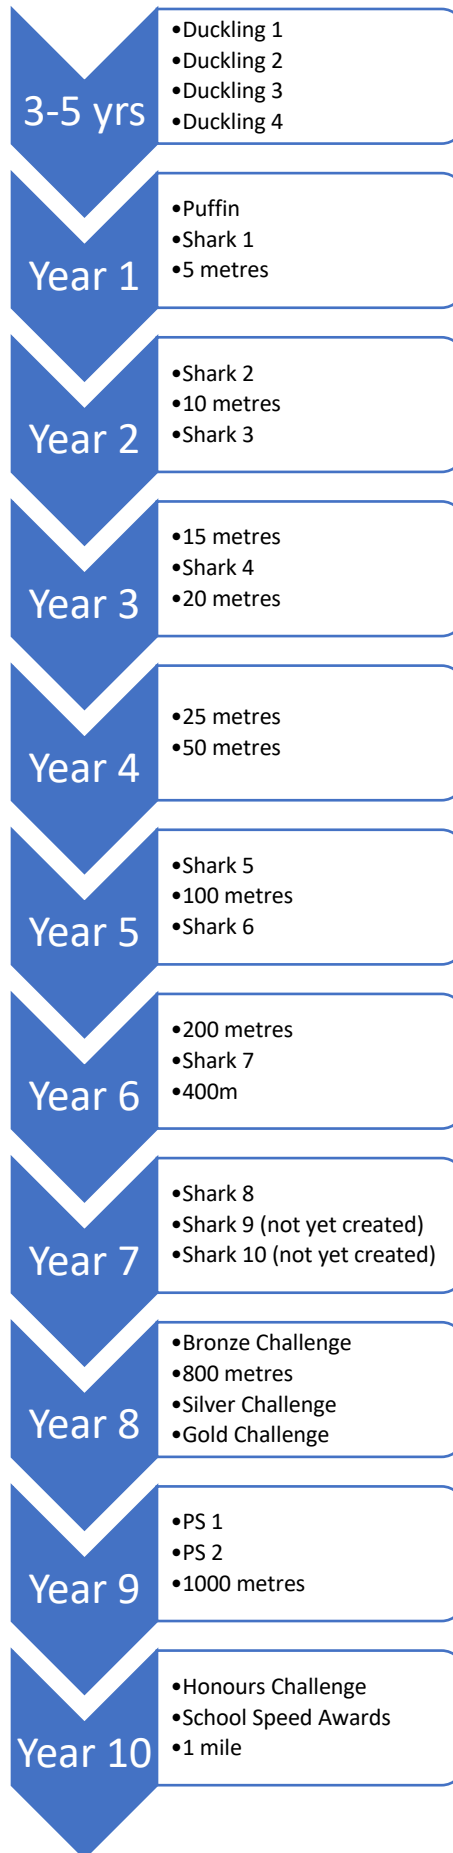 3-5 yrs
•Duckling 1
•Duckling 2
•Duckling 3
•Duckling 4
Year 1
•Puffin
•Shark 1
•5 metres
Year 2
•Shark 2
•10 metres
•Shark 3
Year 3
•15 metres
•Shark 4
•20 metres
Year 4
•25 metres
•50 metres
Year 5
•Shark 5
•100 metres
•Shark 6
Year 6
•200 metres
•Shark 7
•400m
Year 7
•Shark 8
•Shark 9 (not yet created)
•Shark 10 (not yet created)
Year 8
•Bronze Challenge
•800 metres
•Silver Challenge
•Gold Challenge
Year 9
•PS 1
•PS 2
•1000 metres
Year 10
•Honours Challenge
•School Speed Awards
•1 mile